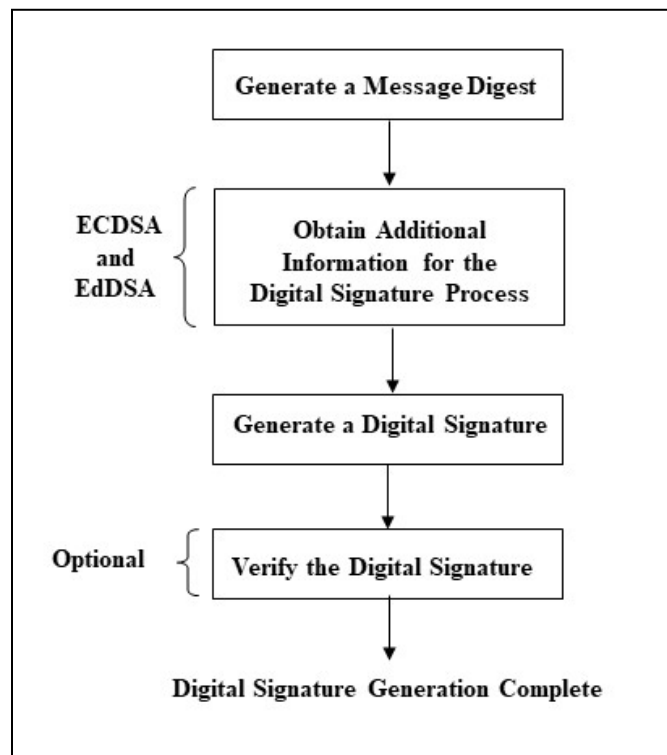 Generate a Message Digest
ECDSA
and
EdDSA
Obtain Additional
Information for the
Digital Signature Process
Generate a Digital Signature
Optional
Verify the Digital Signature
Digital Signature Generation Complete